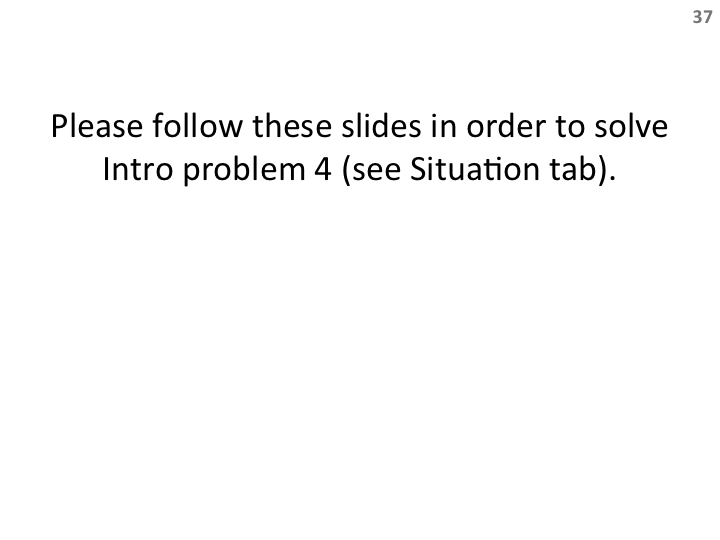 37
Please follow these slides in order to solve
Intro problem 4 (see Situation tab).